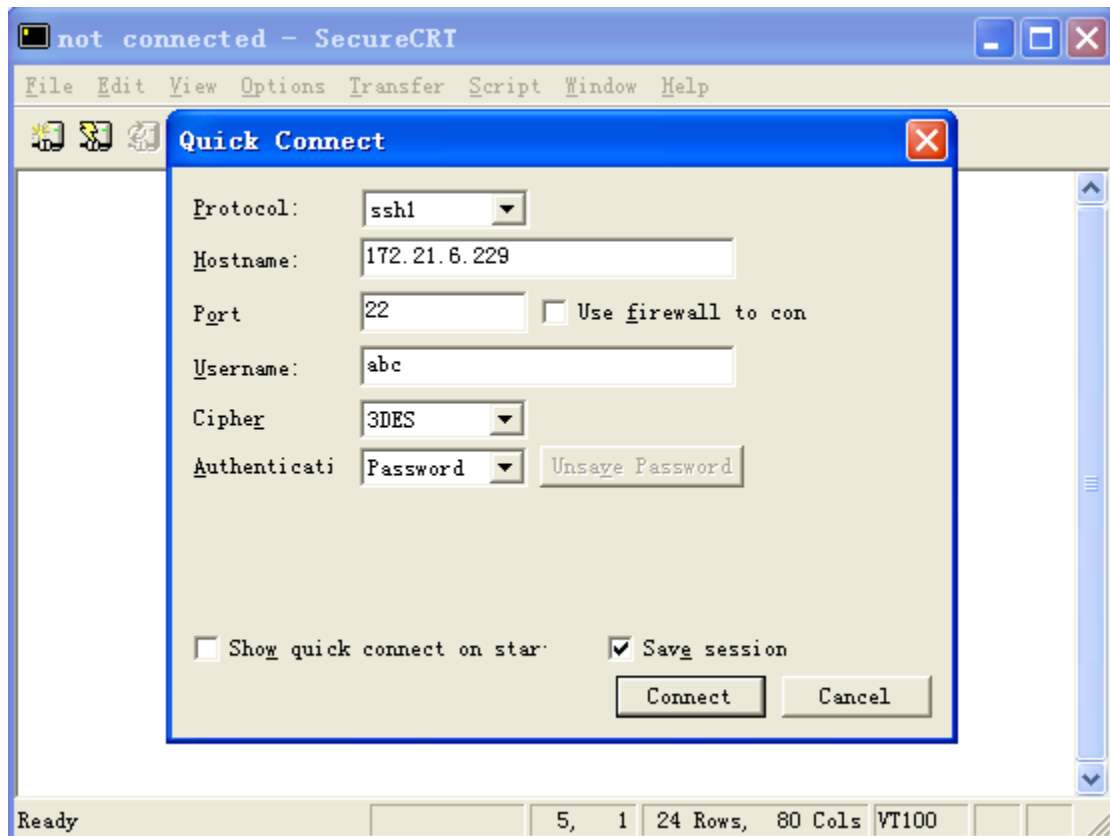 not connected - SecureCRT
File Edit View Options Transfer Script Window Help
Quick Connect
Protocol: ssh1
Hostname: 172.21.6.229
Port 22 Use firewall to con
Username: abc
Cipher 3DES
Authenticati Password Unsave Password
Show quick connect on star Save session
Connect Cancel
Ready 5, 1 24 Rows, 80 Cols VT100